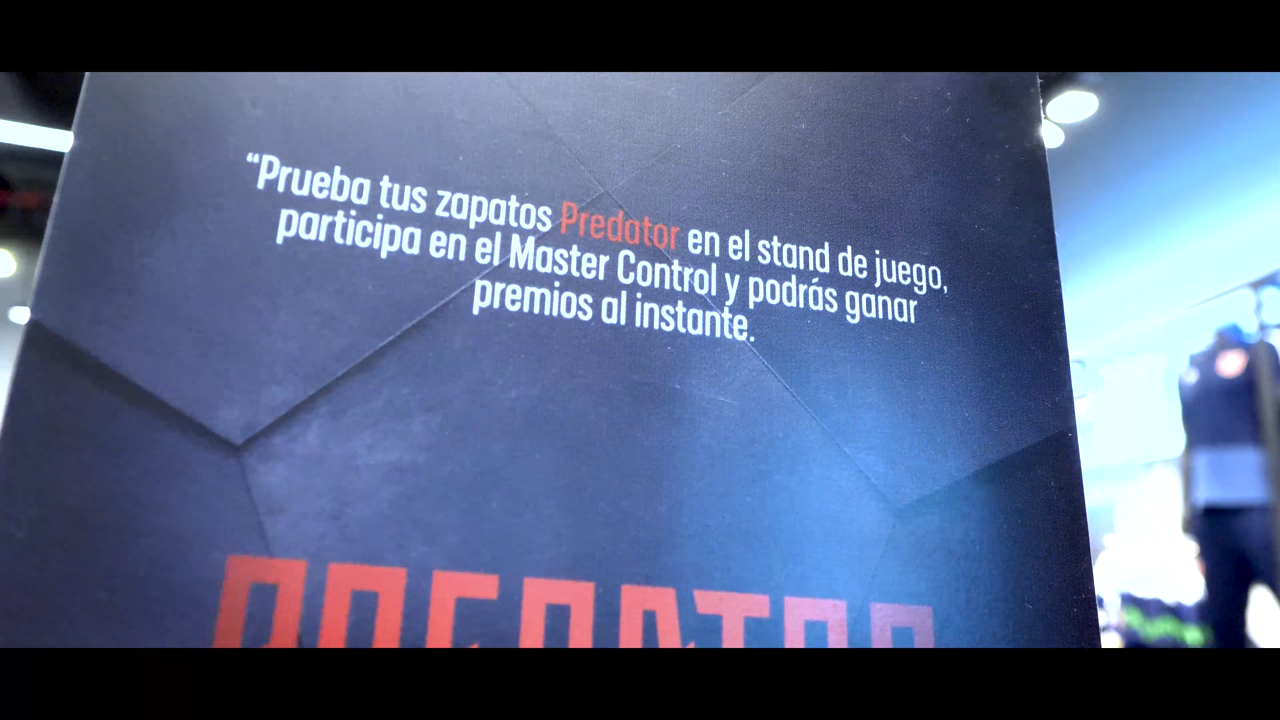 “Prueba tus zapatos Predator en el stand de juego,
participa en el Master Control y podrás ganar
premios al instante.
PREDATOR